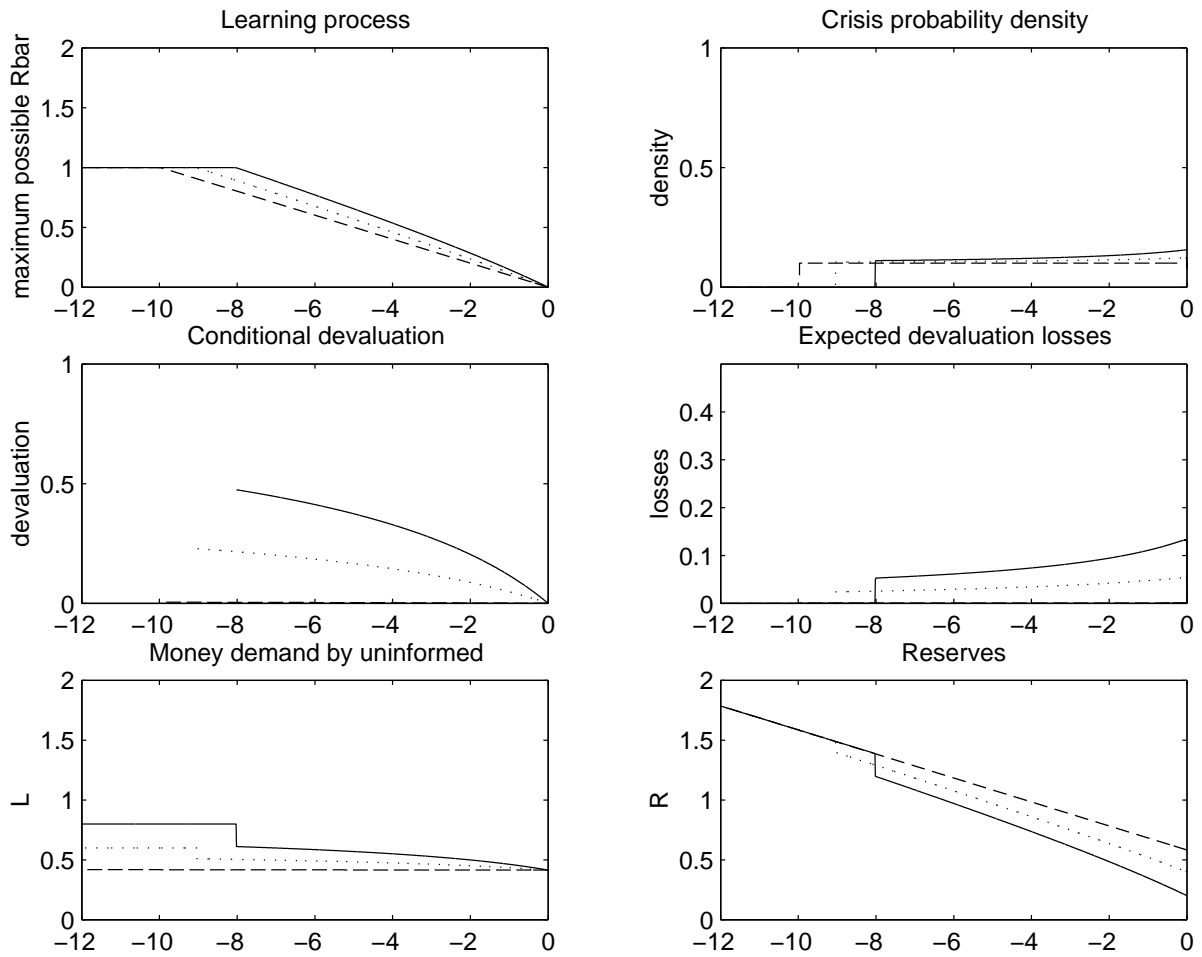 Learning process
maximum possible Rbar
2
1.5
1
0.5
0
−12 −10 −8 −6 −4 −2 0
Crisis probability density
density
1
0.5
0
−12 −10 −8 −6 −4 −2 0
Conditional devaluation
devaluation
1
0.5
0
−12 −10 −8 −6 −4 −2 0
Expected devaluation losses
losses
0.4
0.3
0.2
0.1
0
−12 −10 −8 −6 −4 −2 0
Money demand by uninformed
L
2
1.5
1
0.5
0
−12 −10 −8 −6 −4 −2 0
Reserves
R
2
1.5
1
0.5
0
−12 −10 −8 −6 −4 −2 0